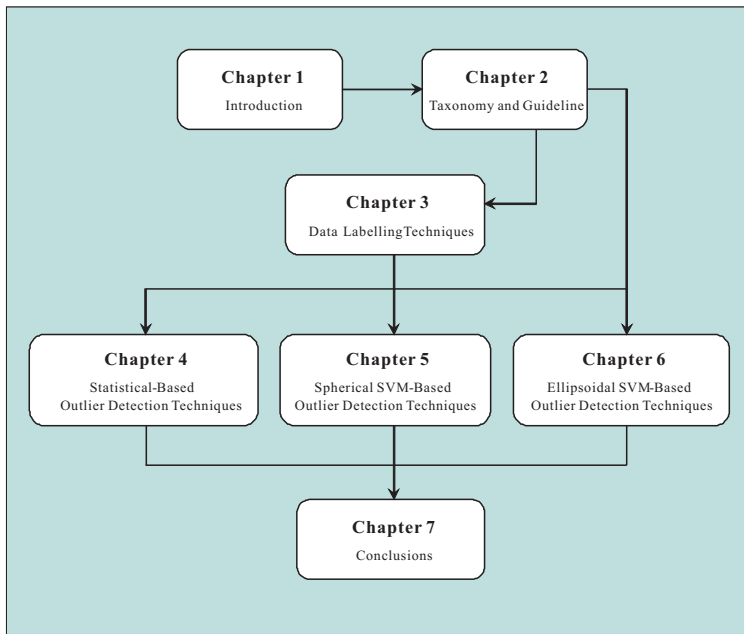 Chapter 1
Introduction
Chapter 2
Taxonomy and Guideline
Chapter 3
Data LabellingTechniques
Chapter 4
Statistical-Based
Outlier Detection Techniques
Chapter 5
Spherical SVM-Based
Outlier Detection Techniques
Chapter 6
Ellipsoidal SVM-Based
Outlier Detection Techniques
Chapter 7
Conclusions